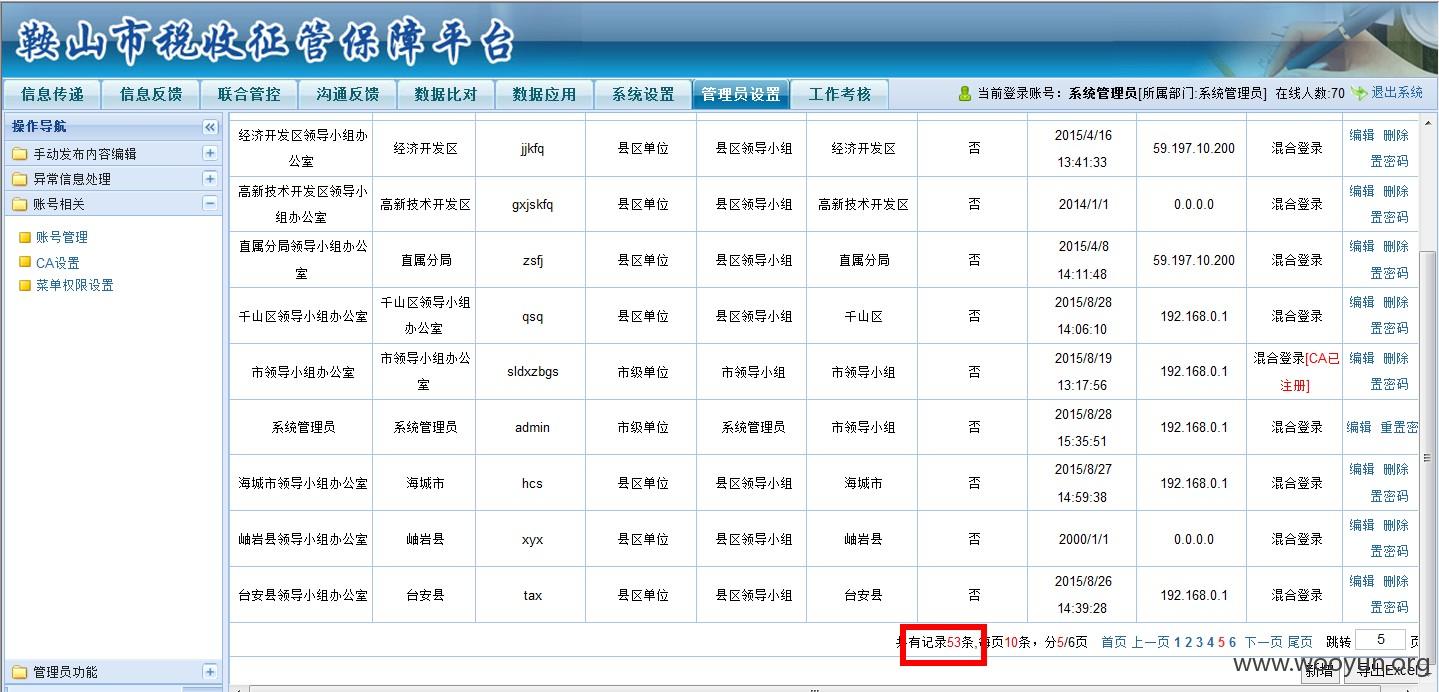 鞍山市税收征管保障平台
信息传递 信息反馈 联合管控 沟通反馈 数据比对 数据应用 系统设置 管理员设置 工作考核 当前登录账号：系统管理员[所属部门:系统管理员] 在线人数:70 退出系统
操作导航
手动发布内容编辑
异常信息处理
账号相关
账号管理
CA设置
菜单权限设置
管理员功能
经济开发区领导小组办
公室
经济开发区 jjkfq 县区单位 县区领导小组 经济开发区 否
2015/4/16
13:41:33
59.197.10.200 混合登录
编辑 删除
置密码
高新技术开发区领导小
组办公室
高新技术开发区 gxjskfq 县区单位 县区领导小组 高新技术开发区 否 2014/1/1 0.0.0.0 混合登录
编辑 删除
置密码
直属分局领导小组办公
室
直属分局 zsfj 县区单位 县区领导小组 直属分局 否
2015/4/8
14:11:48
59.197.10.200 混合登录
编辑 删除
置密码
千山区领导小组办公室
千山区领导小组
办公室
qsq 县区单位 县区领导小组 千山区 否
2015/8/28
14:06:10
192.168.0.1 混合登录
编辑 删除
置密码
市领导小组办公室
市领导小组办公
室
sldxzbgs 市级单位 市领导小组 市领导小组 否
2015/8/19
13:17:56
192.168.0.1
混合登录[CA已
注册]
编辑 删除
置密码
系统管理员 系统管理员 admin 市级单位 系统管理员 市领导小组 否
2015/8/28
15:35:51
192.168.0.1 混合登录 编辑 重置密
海城市领导小组办公室 海城市 hcs 县区单位 县区领导小组 海城市 否
2015/8/27
14:59:38
192.168.0.1 混合登录
编辑 删除
置密码
岫岩县领导小组办公室 岫岩县 xyx 县区单位 县区领导小组 岫岩县 否 2000/1/1 0.0.0.0 混合登录
编辑 删除
置密码
台安县领导小组办公室 台安县 tax 县区单位 县区领导小组 台安县 否
2015/8/26
14:39:28
192.168.0.1 混合登录
编辑 删除
置密码
共有记录53条,每页10条，分5/6页 首页 上一页 1 2 3 4 5 6 下一页 尾页 跳转 5 页
新增 导出Excel
www.wooyun.org